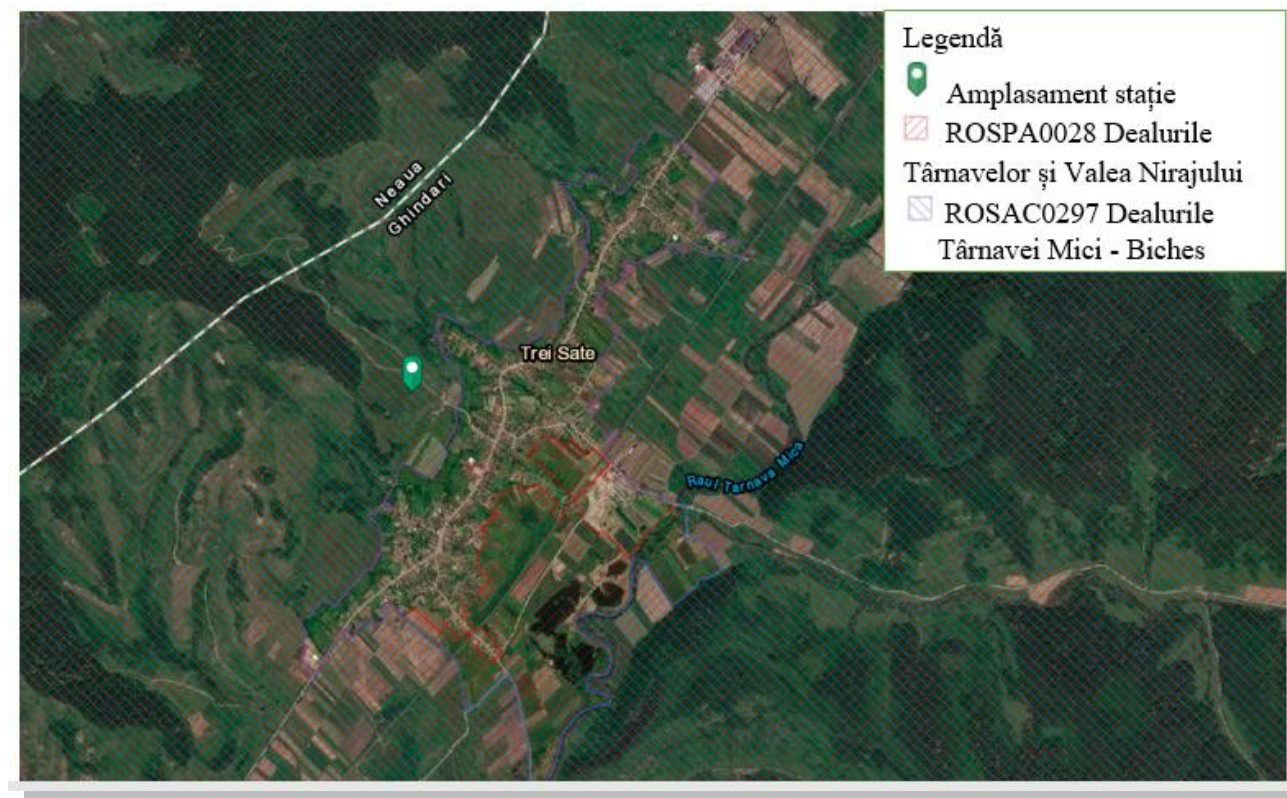 Legendă
Amplasament stație
ROSPA0028 Dealurile
Târnavelor și Valea Nirajului
ROSAC0297 Dealurile
Târnavei Mici - Biches
Neaua
Ghindari
Trei Sate
Raul Tarnava Mica